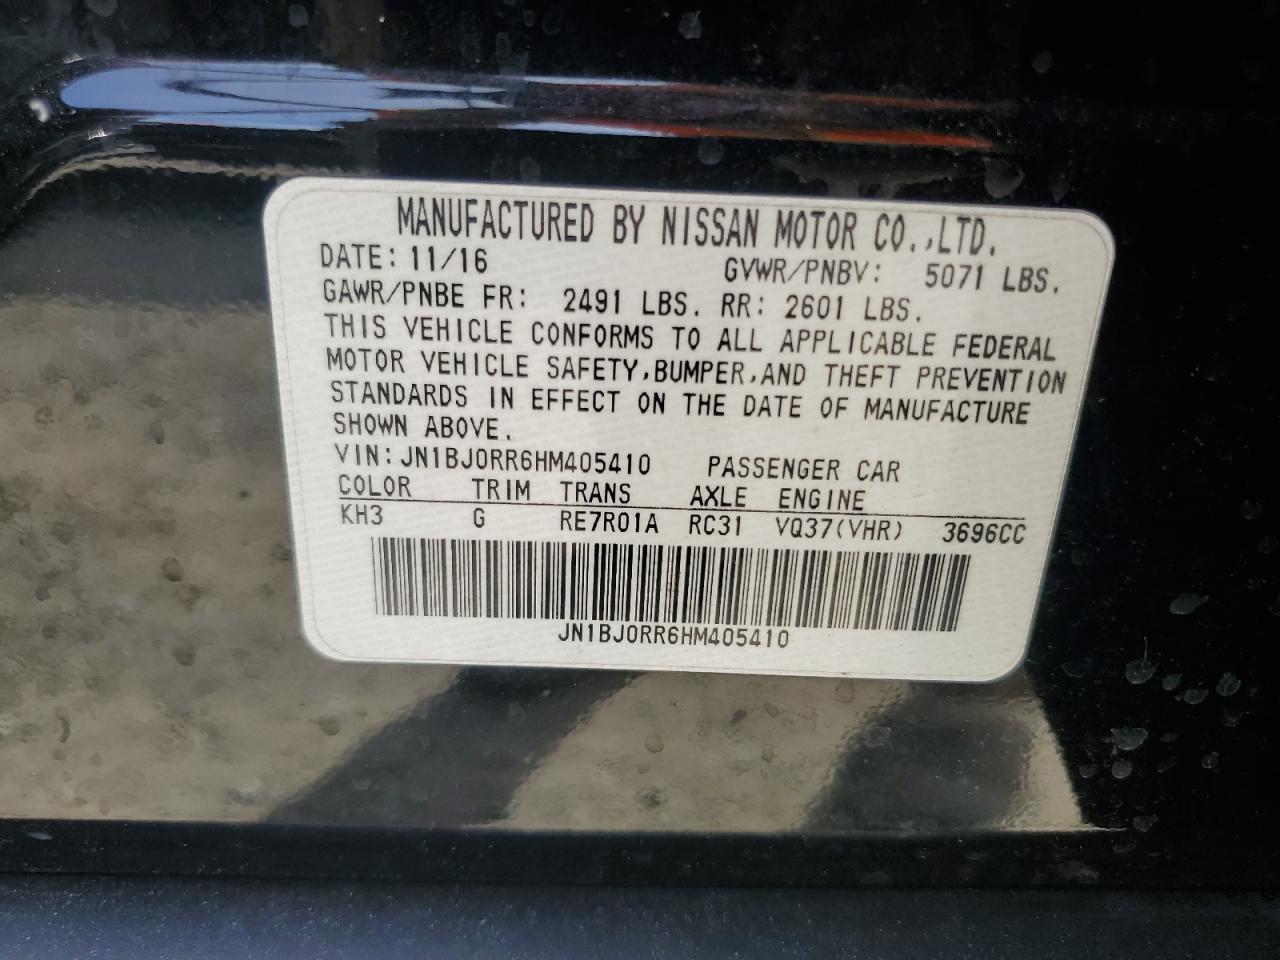 MANUFACTURED BY NISSAN MOTOR CO.,LTD.
DATE: 11/16 GVWR/PNBV: 5071 LBS.
GAWR/PNBE FR: 2491 LBS. RR: 2601 LBS.
THIS VEHICLE CONFORMS TO ALL APPLICABLE FEDERAL
MOTOR VEHICLE SAFETY,BUMPER,AND THEFT PREVENTION
STANDARDS IN EFFECT ON THE DATE OF MANUFACTURE
SHOWN ABOVE.
VIN:JN1BJ0RR6HM405410 PASSENGER CAR
COLOR TRIM TRANS AXLE ENGINE
KH3 G RE7R01A RC31 VQ37(VHR) 3696CC
JN1BJ0RR6HM405410